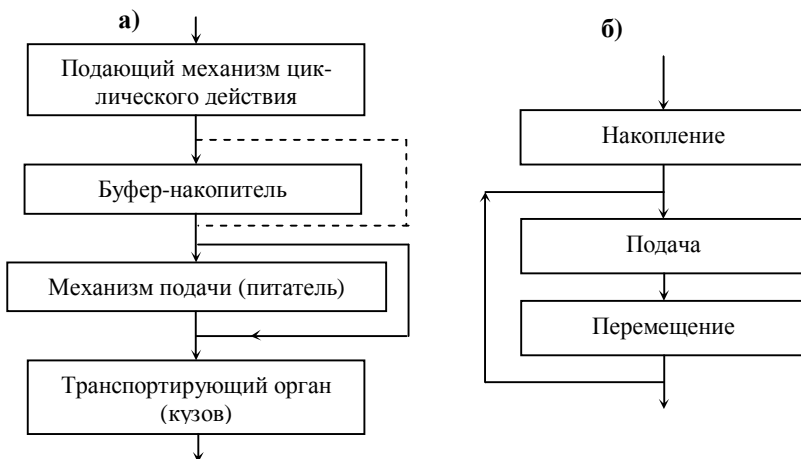 а)
Подающий механизм цик-
лического действия
Буфер-накопитель
Механизм подачи (питатель)
Транспортирующий орган
(кузов)
б)
Накопление
Подача
Перемещение